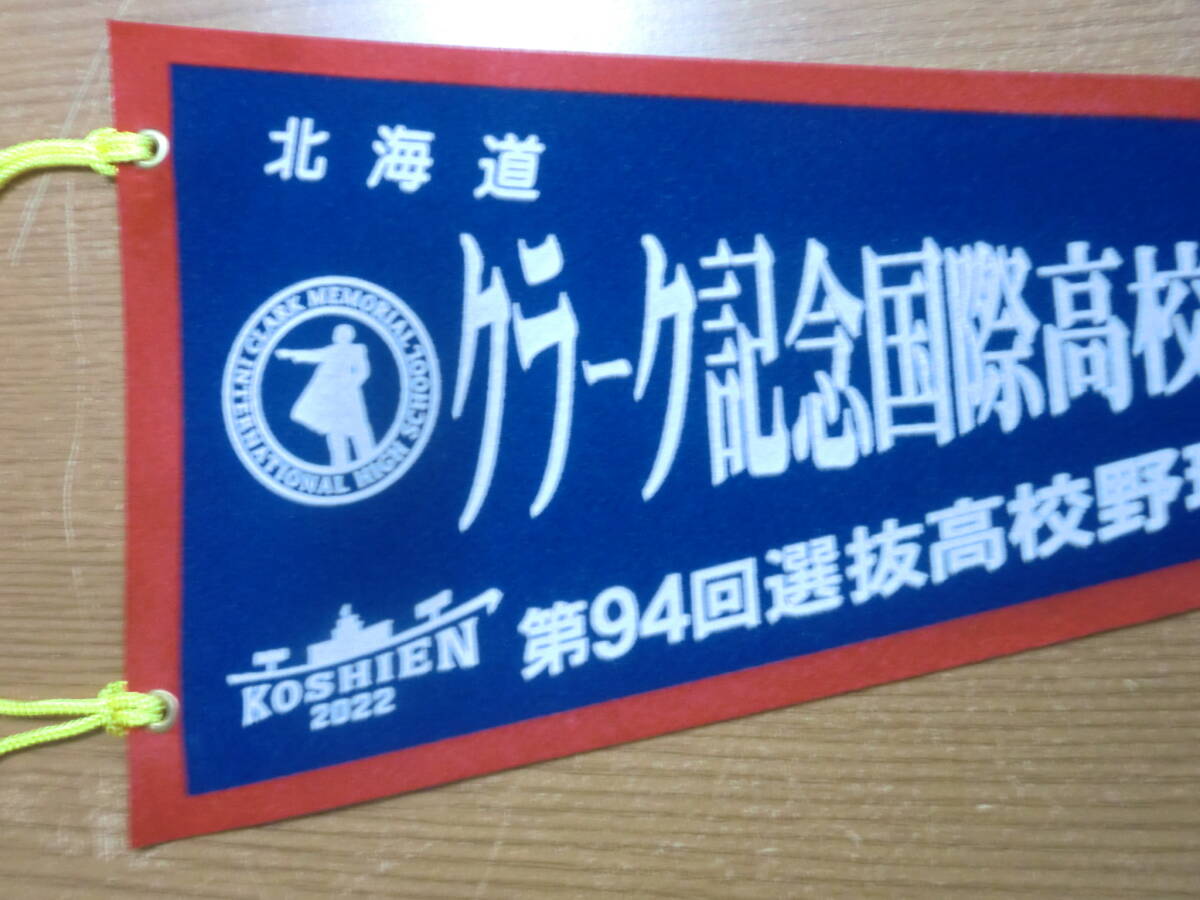 北海道
CLARK MEMORIAL INTERNATIONAL HIGH SCHOOL
クラーク記念国際高校
KOSHIEN
2022
第94回選抜高校野